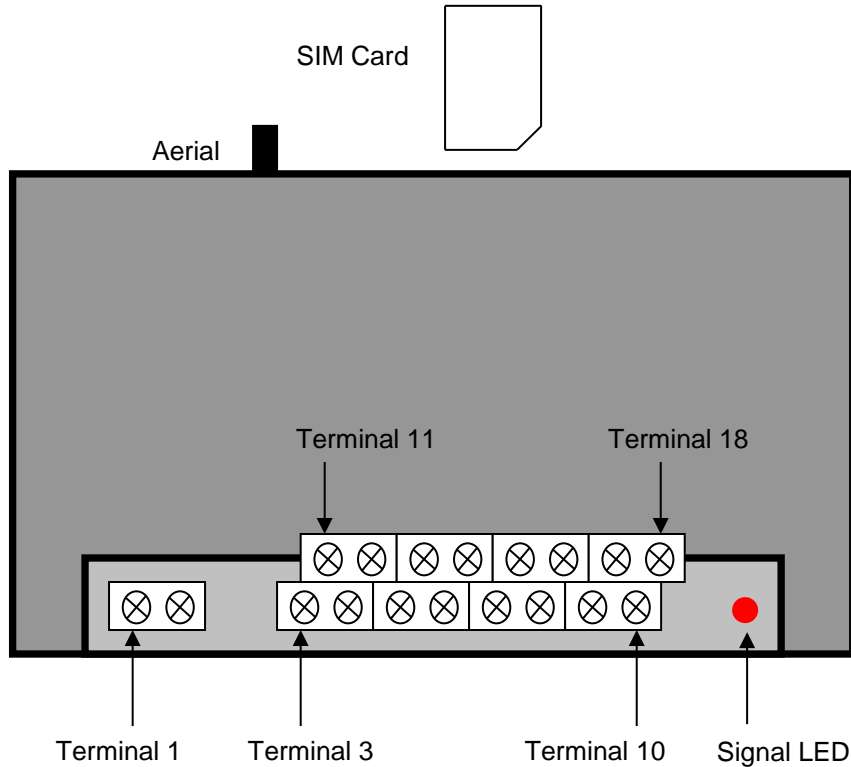 SIM Card
Aerial
Terminal 11
Terminal 18
Terminal 1
Terminal 3
Terminal 10
Signal LED